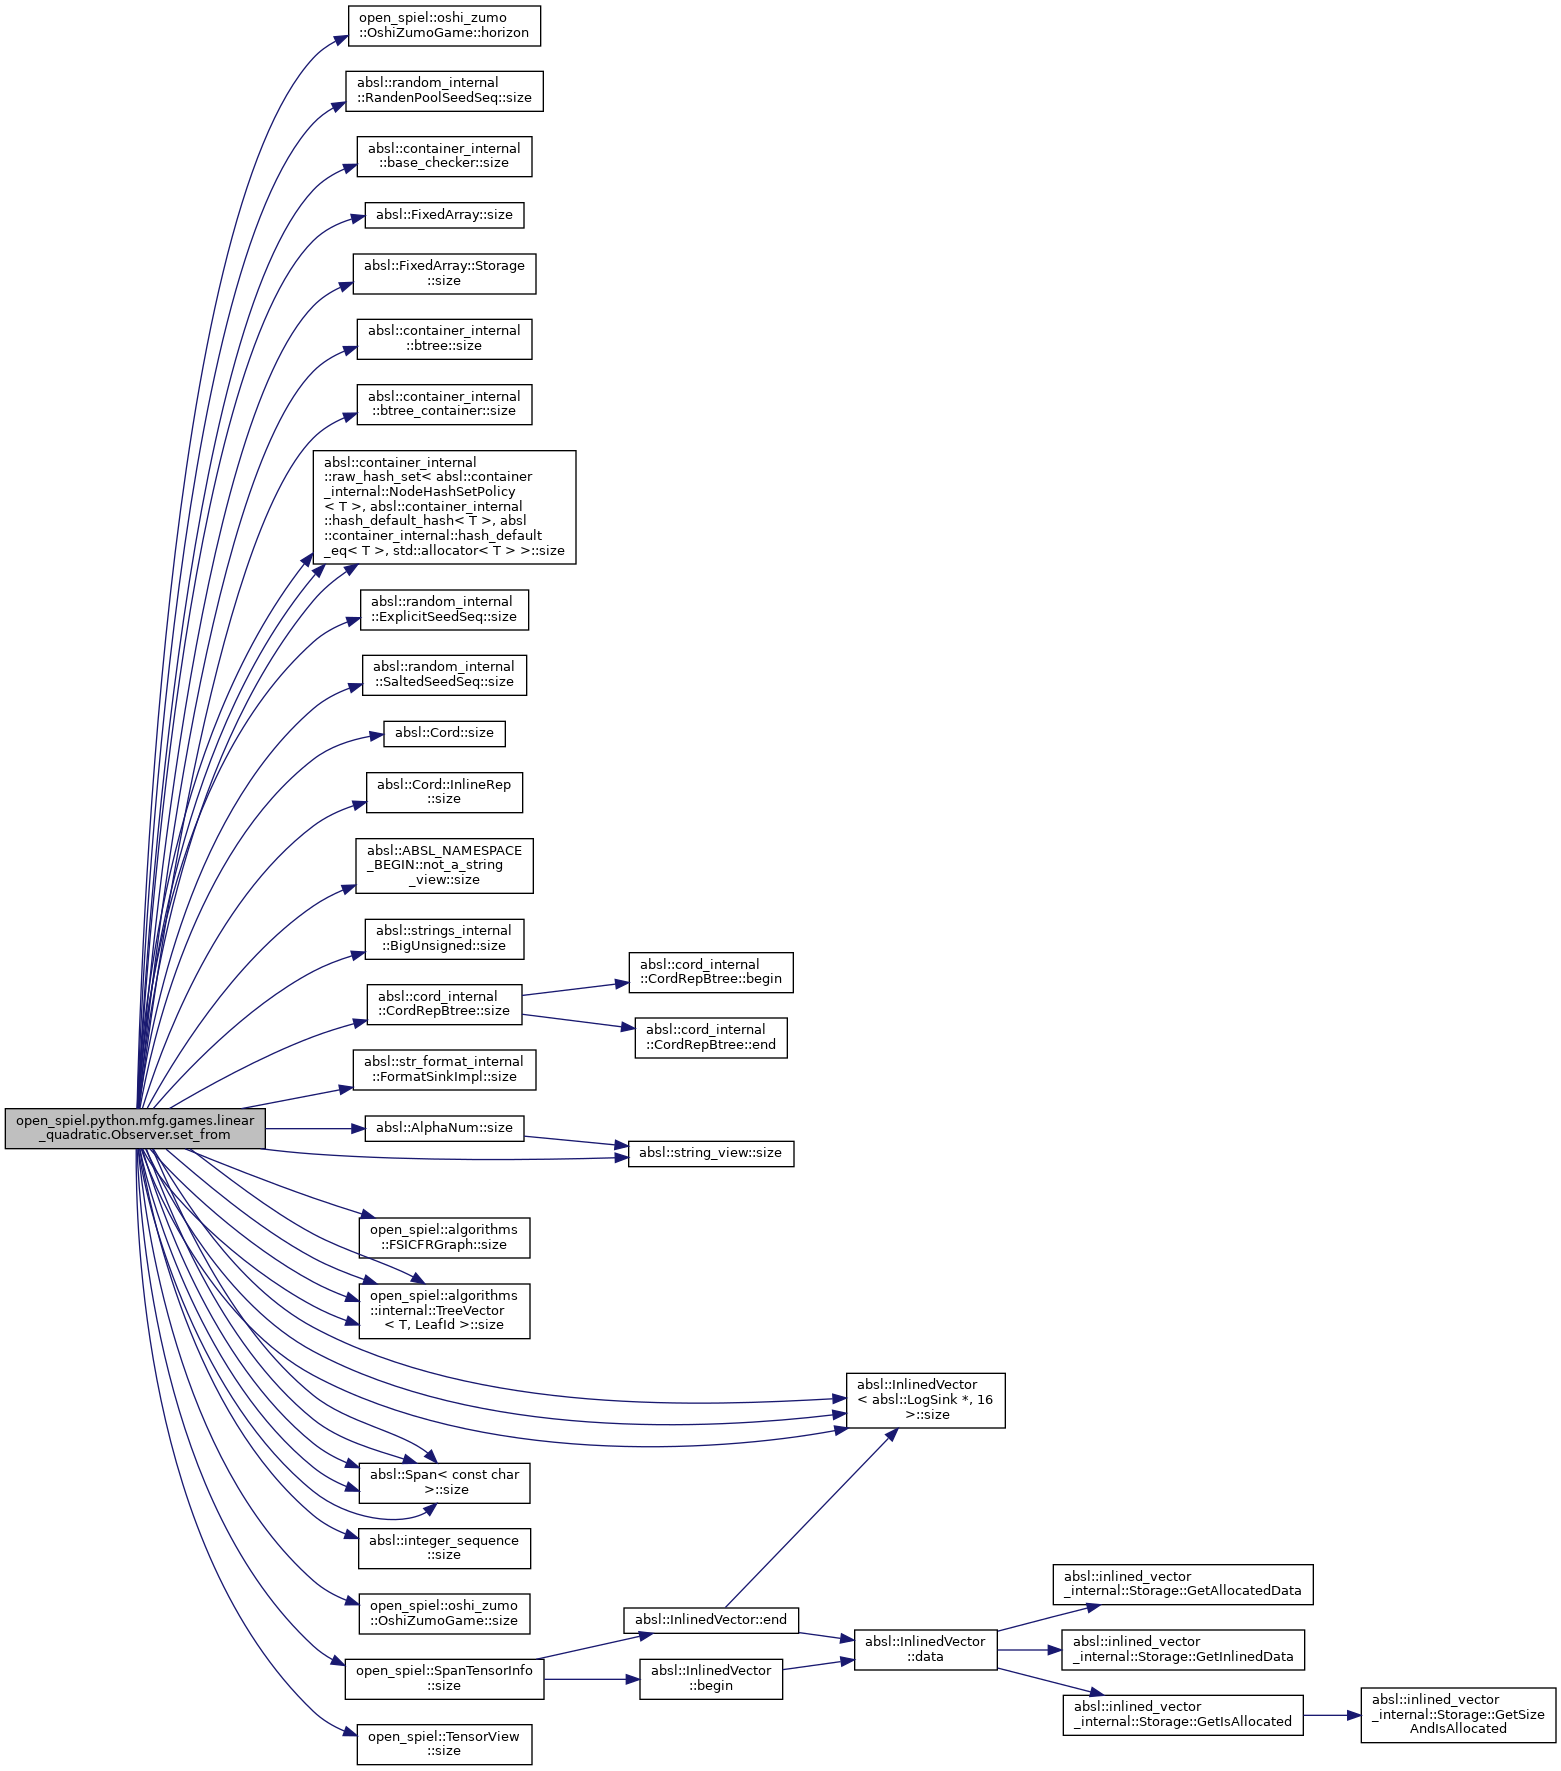 open_spiel::oshi_zumo
::OshiZumoGame::horizon
absl::random_internal
::RandenPoolSeedSeq::size
absl::container_internal
::base_checker::size
absl::FixedArray::size
absl::FixedArray::Storage
::size
absl::container_internal
::btree::size
absl::container_internal
::btree_container::size
absl::container_internal
::raw_hash_set< absl::container
_internal::NodeHashSetPolicy
< T >, absl::container_internal
::hash_default_hash< T >, absl
::container_internal::hash_default
_eq< T >, std::allocator< T > >::size
absl::random_internal
::ExplicitSeedSeq::size
absl::random_internal
::SaltedSeedSeq::size
absl::Cord::size
absl::Cord::InlineRep
::size
absl::ABSL_NAMESPACE
_BEGIN::not_a_string
_view::size
absl::strings_internal
::BigUnsigned::size
absl::cord_internal
::CordRepBtree::size
absl::cord_internal
::CordRepBtree::begin
absl::cord_internal
::CordRepBtree::end
absl::str_format_internal
::FormatSinkImpl::size
open_spiel.python.mfg.games.linear
_quadratic.Observer.set_from
absl::AlphaNum::size
absl::string_view::size
open_spiel::algorithms
::FSICFRGraph::size
open_spiel::algorithms
::internal::TreeVector
< T, LeafId >::size
absl::InlinedVector
< absl::LogSink *, 16
>::size
absl::Span< const char
>::size
absl::integer_sequence
::size
open_spiel::oshi_zumo
::OshiZumoGame::size
open_spiel::SpanTensorInfo
::size
absl::InlinedVector::end
absl::InlinedVector
::begin
absl::InlinedVector
::data
absl::inlined_vector
_internal::Storage::GetAllocatedData
absl::inlined_vector
_internal::Storage::GetInlinedData
absl::inlined_vector
_internal::Storage::GetIsAllocated
absl::inlined_vector
_internal::Storage::GetSize
AndIsAllocated
open_spiel::TensorView
::size